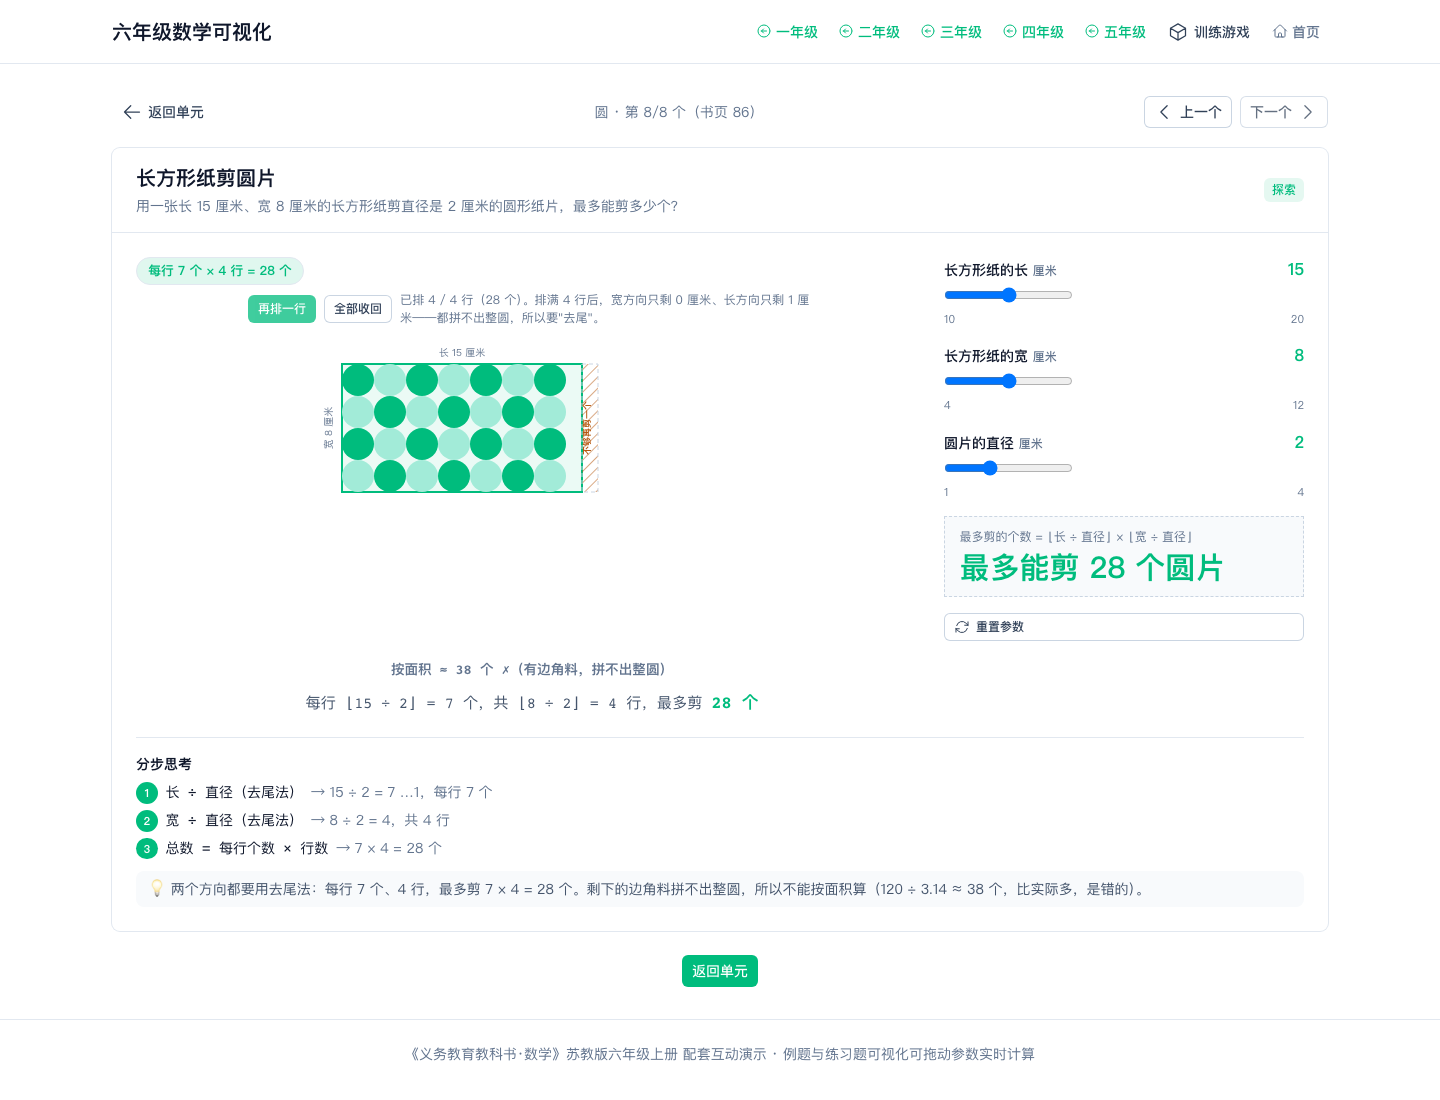 六年级数学可视化
一年级 二年级 三年级 四年级 五年级 训练游戏 首页
返回单元
圆 · 第 8/8 个（书页 86）
上一个
下一个
长方形纸剪圆片
用一张长 15 厘米、宽 8 厘米的长方形纸剪直径是 2 厘米的圆形纸片，最多能剪多少个？
探索
每行 7 个 × 4 行 = 28 个
再排一行
全部收回
已排 4 / 4 行（28 个）。排满 4 行后，宽方向只剩 0 厘米、长方向只剩 1 厘
米——都拼不出整圆，所以要"去尾"。
长 15 厘米
宽 8 厘米
长方形纸的长 厘米
15
10
20
长方形纸的宽 厘米
8
4
12
圆片的直径 厘米
2
1
4
最多剪的个数 = ⌊长 ÷ 直径⌋ × ⌊宽 ÷ 直径⌋
最多能剪 28 个圆片
重置参数
按面积 ≈ 38 个 ✗（有边角料，拼不出整圆）
每行 ⌊15 ÷ 2⌋ = 7 个，共 ⌊8 ÷ 2⌋ = 4 行，最多剪 28 个
分步思考
1 长 ÷ 直径（去尾法） → 15 ÷ 2 = 7 …1，每行 7 个
2 宽 ÷ 直径（去尾法） → 8 ÷ 2 = 4，共 4 行
3 总数 = 每行个数 × 行数 → 7 × 4 = 28 个
两个方向都要用去尾法：每行 7 个、4 行，最多剪 7 × 4 = 28 个。剩下的边角料拼不出整圆，所以不能按面积算（120 ÷ 3.14 ≈ 38 个，比实际多，是错的）。
返回单元
《义务教育教科书·数学》苏教版六年级上册 配套互动演示 · 例题与练习题可视化可拖动参数实时计算